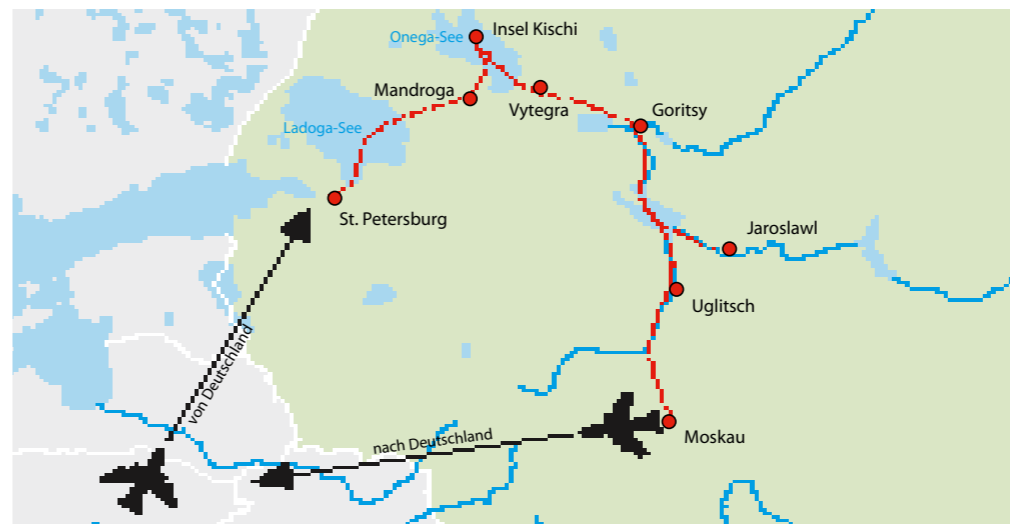 Insel Kischi
Onega-See
Mandroga
Vytegra
Goritsy
Ladoga-See
St. Petersburg
Jaroslawl
Uglitsch
von Deutschland
nach Deutschland
Moskau